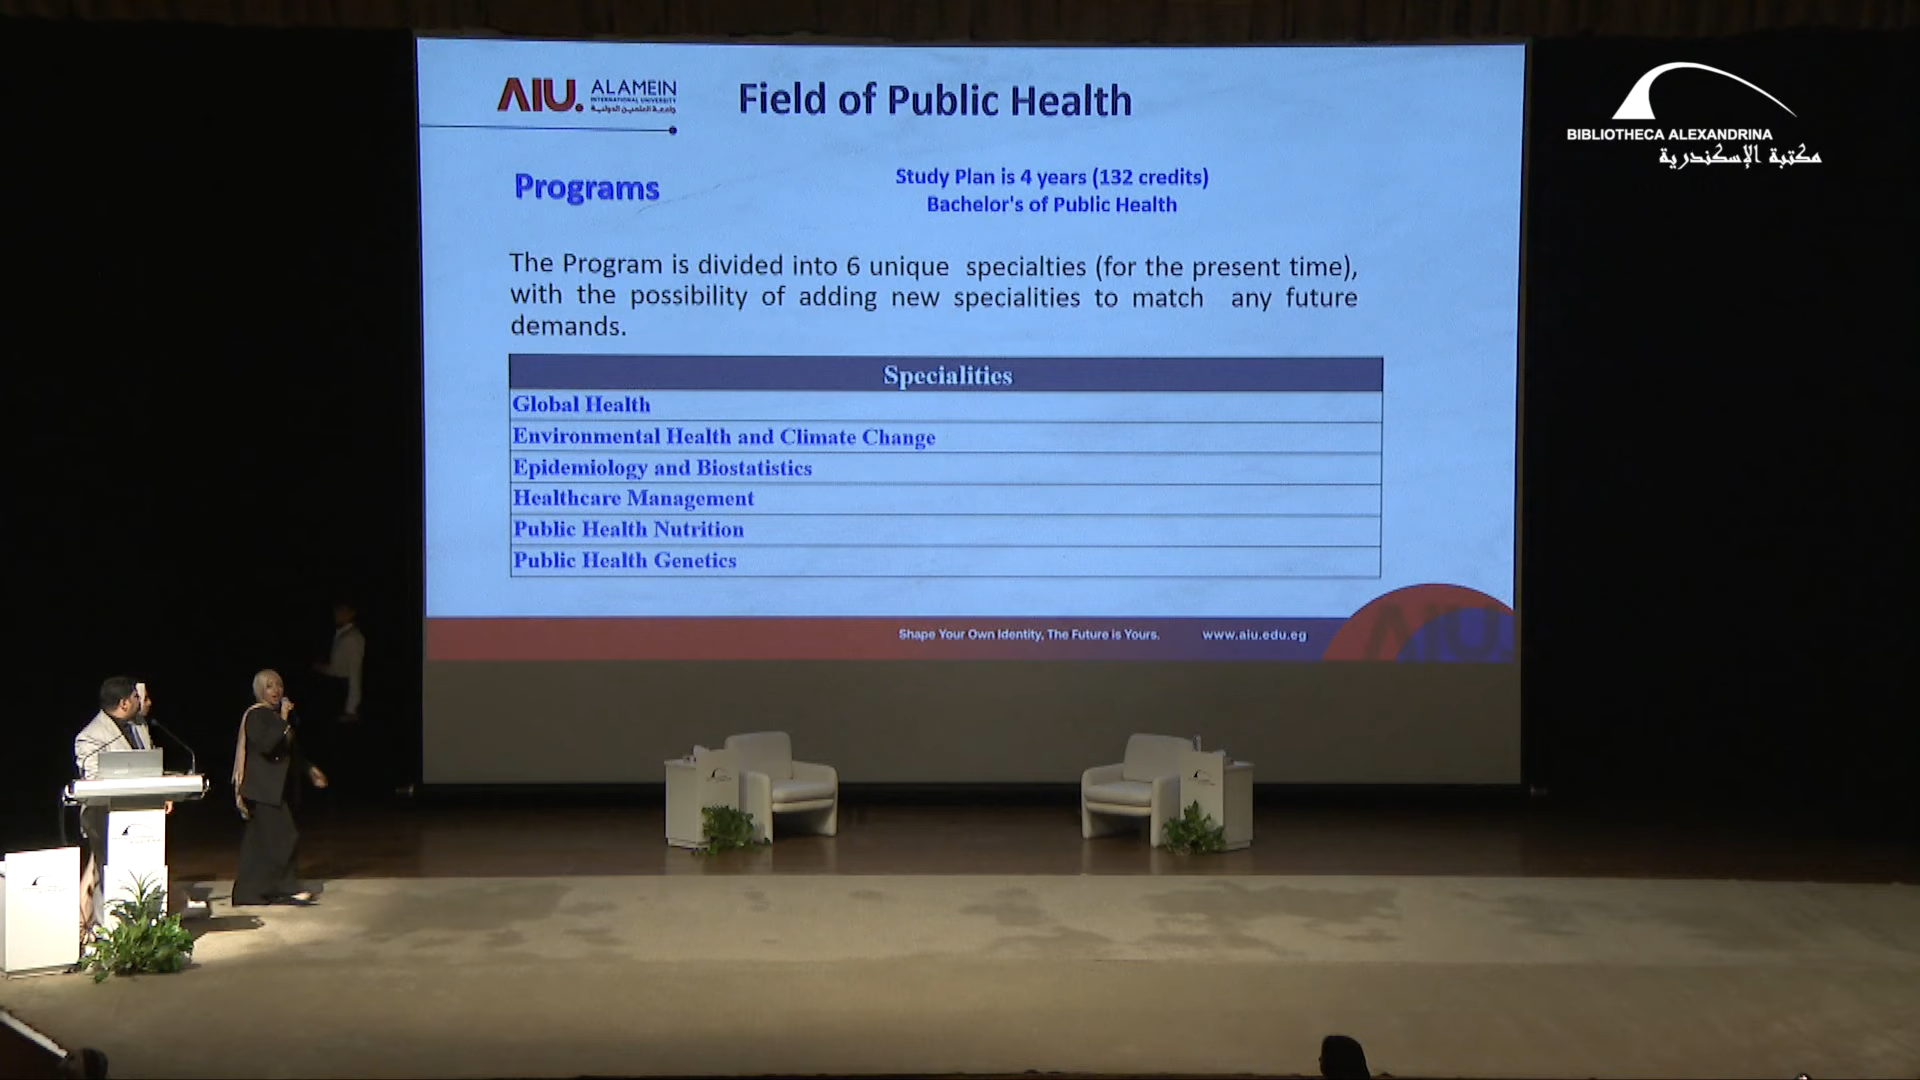 AIU. ALAMEIN
INTERNATIONAL UNIVERSITY
جامعة العلمين الدولية
Field of Public Health
BIBLIOTHECA ALEXANDRINA
مكتبة الإسكندرية
Programs
Study Plan is 4 years (132 credits)
Bachelor's of Public Health
The Program is divided into 6 unique specialties (for the present time),
with the possibility of adding new specialities to match any future
demands.
Specialities
Global Health
Environmental Health and Climate Change
Epidemiology and Biostatistics
Healthcare Management
Public Health Nutrition
Public Health Genetics
Shape Your Own Identity, The Future is Yours.
www.aiu.edu.eg
AIU.